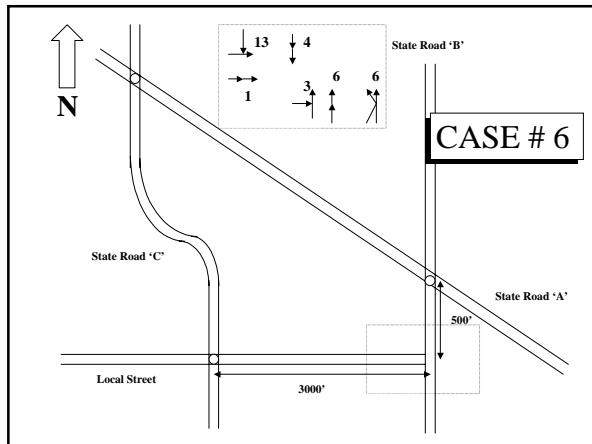 13
4
State Road ‘B’
6
6
3
1
N
CASE # 6
State Road ‘C’
State Road ‘A’
500’
Local Street
3000’